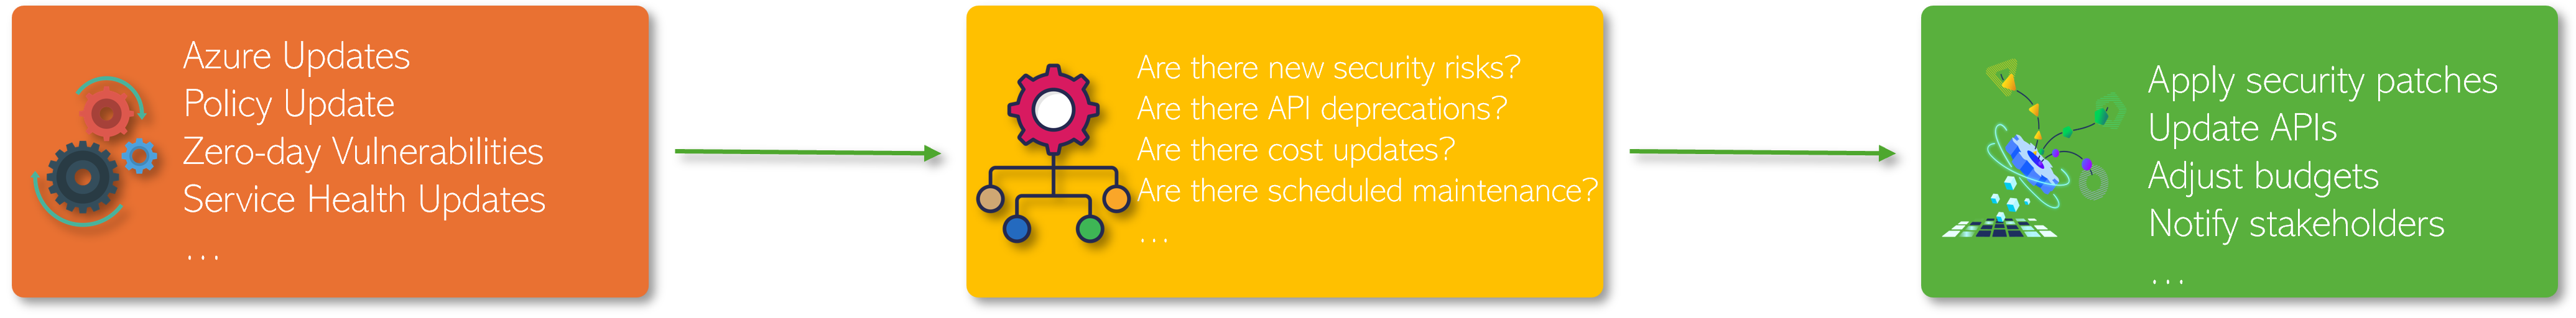 Azure Updates
Policy Update
Zero-day Vulnerabilities
Service Health Updates
...
Are there new security risks?
Are there API deprecations?
Are there cost updates?
Are there scheduled maintenance?
...
Apply security patches
Update APIs
Adjust budgets
Notify stakeholders
...